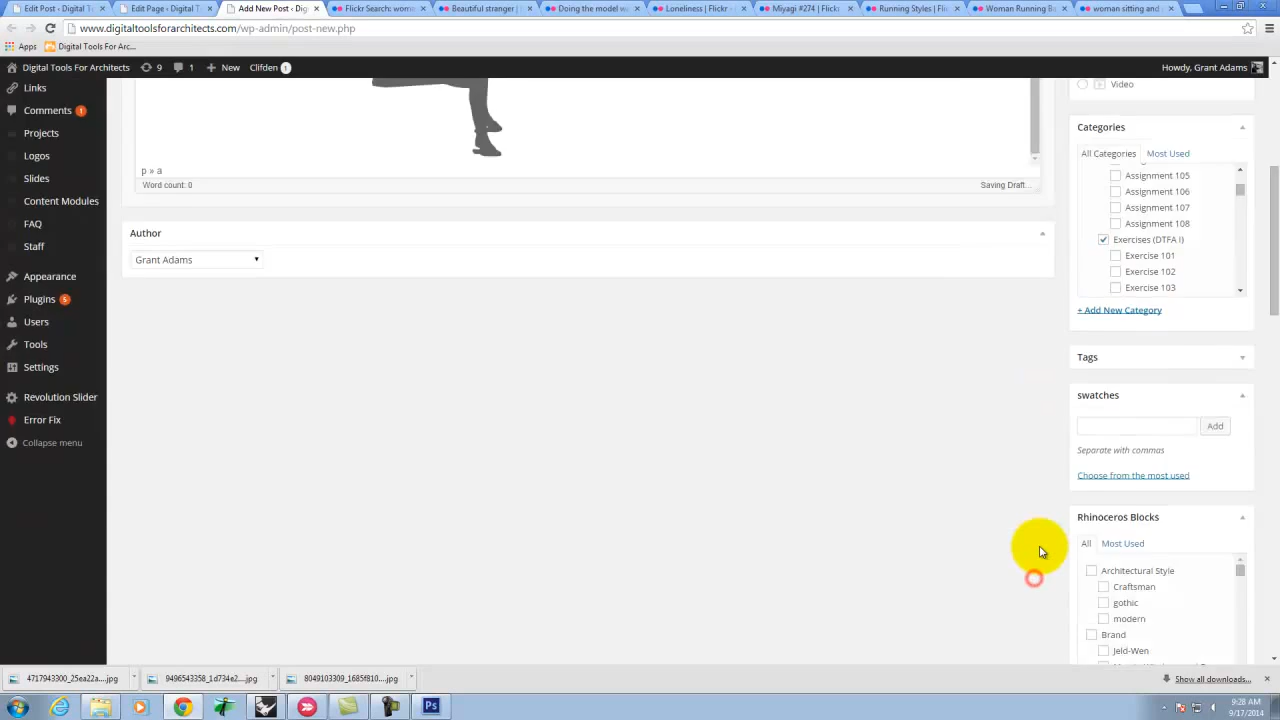 Edit Post ‹ Digital T
Edit Page ‹ Digital T
Add New Post ‹ Dig
Flickr Search: wome
Beautiful stranger |
Doing the model w
Loneliness | Flickr -
Miyagi #274 | Flickr
Running Styles | Flic
Woman Running B
woman sitting and
www.digitaltoolsforarchitects.com/wp-admin/post-new.php
Apps
Digital Tools For Arc...
Digital Tools For Architects
9
1
+ New
Clifden 1
Howdy, Grant Adams
Links
Comments 1
Projects
Logos
Slides
Content Modules
FAQ
Staff
Appearance
Plugins 5
Users
Tools
Settings
Revolution Slider
Error Fix
Collapse menu
p » a
Word count: 0
Saving Draft...
Author
Grant Adams
Video
Categories
All Categories
Most Used
Assignment 105
Assignment 106
Assignment 107
Assignment 108
Exercises (DTFA I)
Exercise 101
Exercise 102
Exercise 103
+ Add New Category
Tags
swatches
Add
Separate with commas
Choose from the most used
Rhinoceros Blocks
All
Most Used
Architectural Style
Craftsman
gothic
modern
Brand
Jeld-Wen
4717943300_25ea22a....jpg
9496543358_1d734e2....jpg
8049103309_1685f810....jpg
Show all downloads...
Ps
9:28 AM
9/17/2014